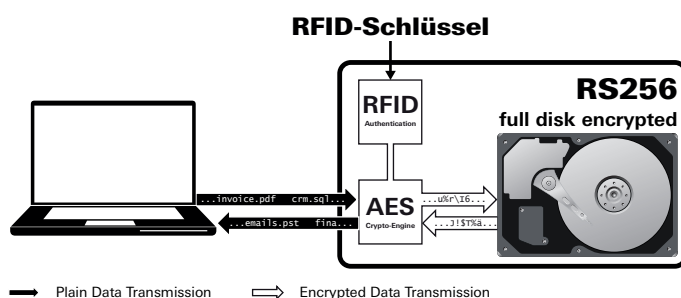 RFID-Schlüssel
RS256
full disk encrypted
RFID
Authentication
...invoice.pdf crm.sql...
...u%r\I6...
AES
Crypto-Engine
...emails.pst fina...
...J!$T%ä...
Plain Data Transmission
Encrypted Data Transmission